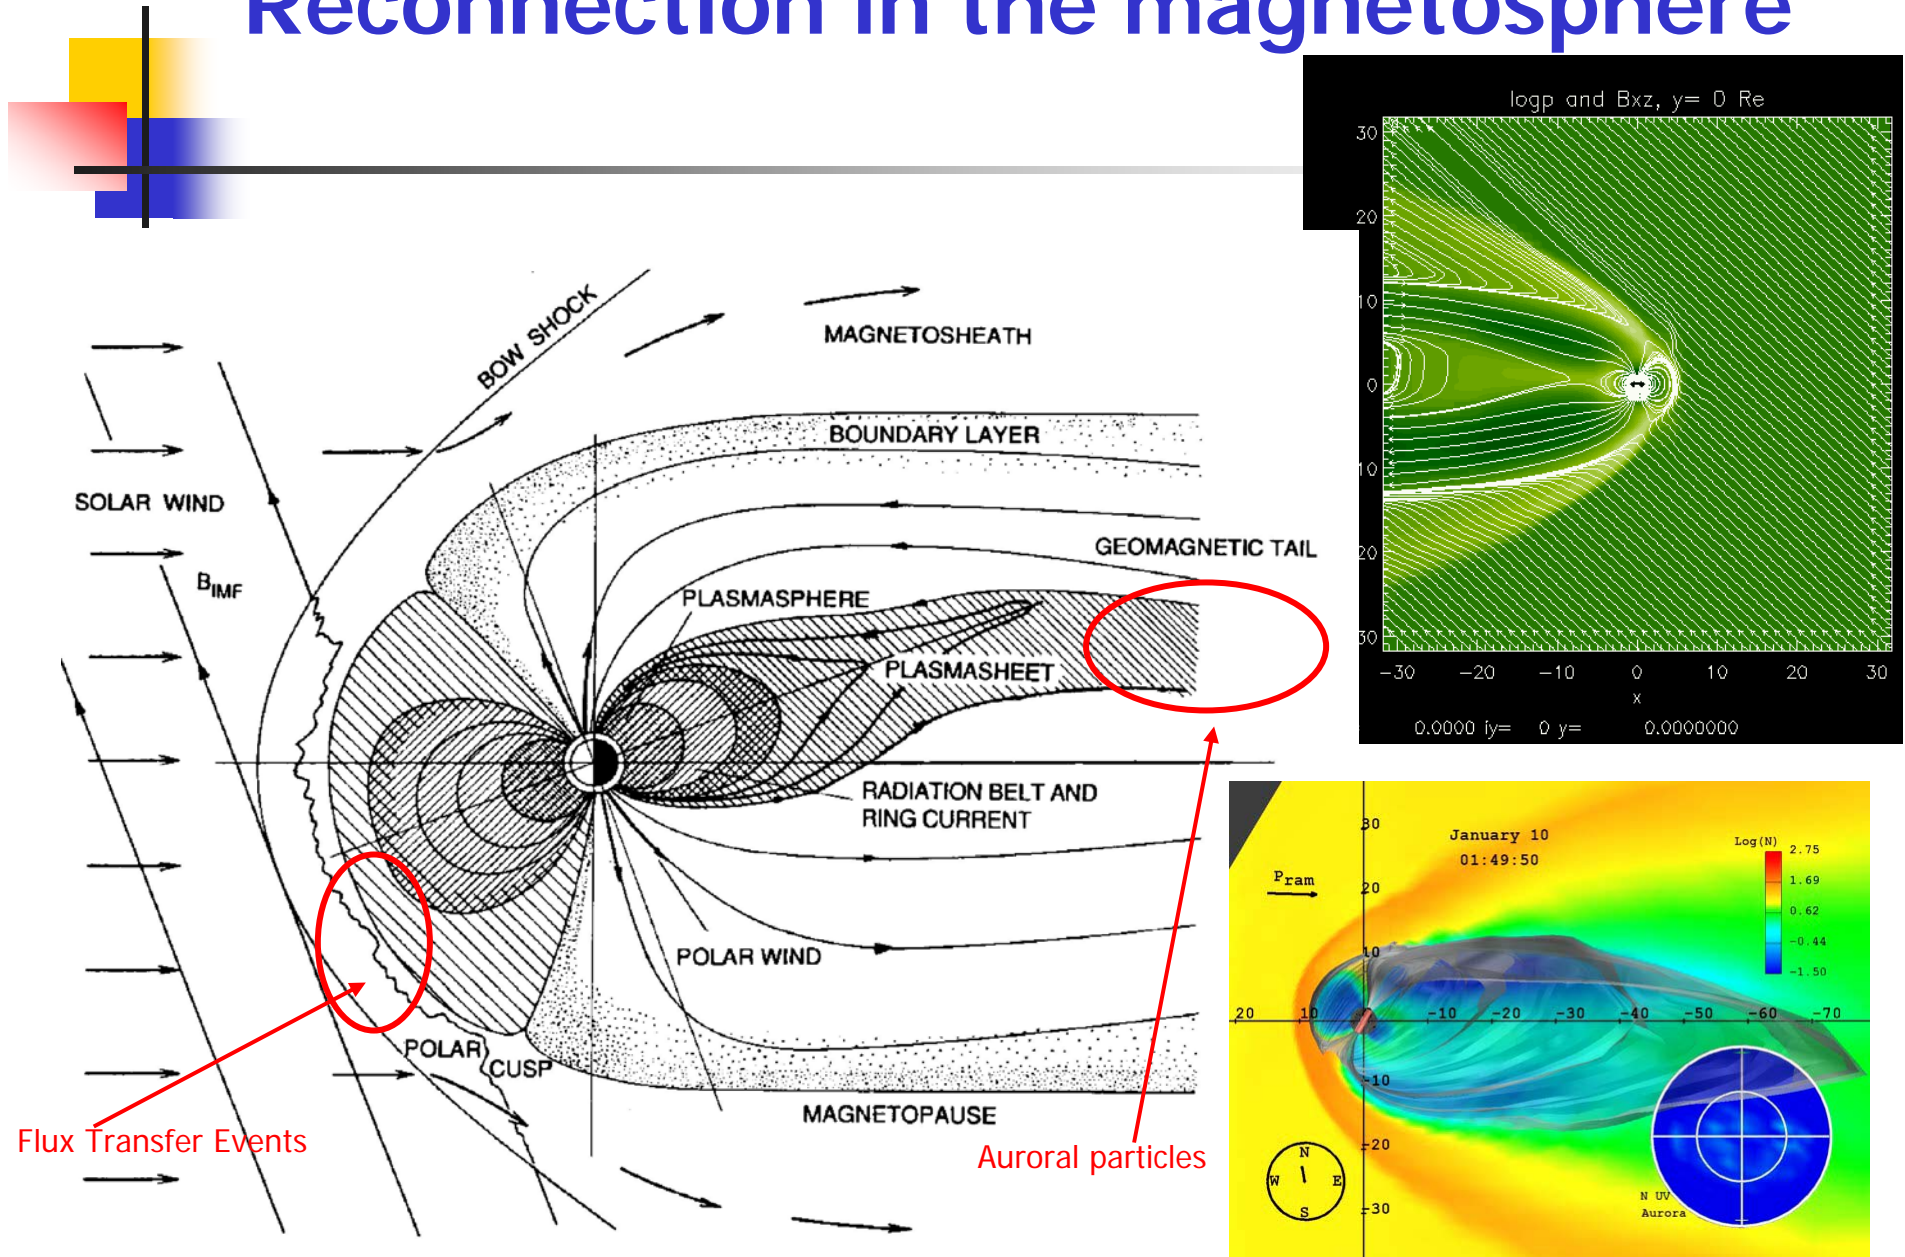 Reconnection in the magnetosphere
logp and Bxz, y= 0 Re
30
20
10
0
10
20
30
-30 -20 -10 0 10 20 30
x
0.0000 iy= 0 y= 0.0000000
BOW SHOCK
MAGNETOSHEATH
BOUNDARY LAYER
SOLAR WIND
GEOMAGNETIC TAIL
BIMF
PLASMASPHERE
PLASMASHEET
RADIATION BELT AND
RING CURRENT
POLAR WIND
POLAR
CUSP
MAGNETOPAUSE
Flux Transfer Events
Auroral particles
January 10
01:49:50
Log(N)
2.75
1.69
0.62
-0.44
-1.50
Pram
30
20
10
20 10 -10 -20 -30 -40 -50 -60 -70
-10
-20
-30
N
W E
S
N UV
Aurora